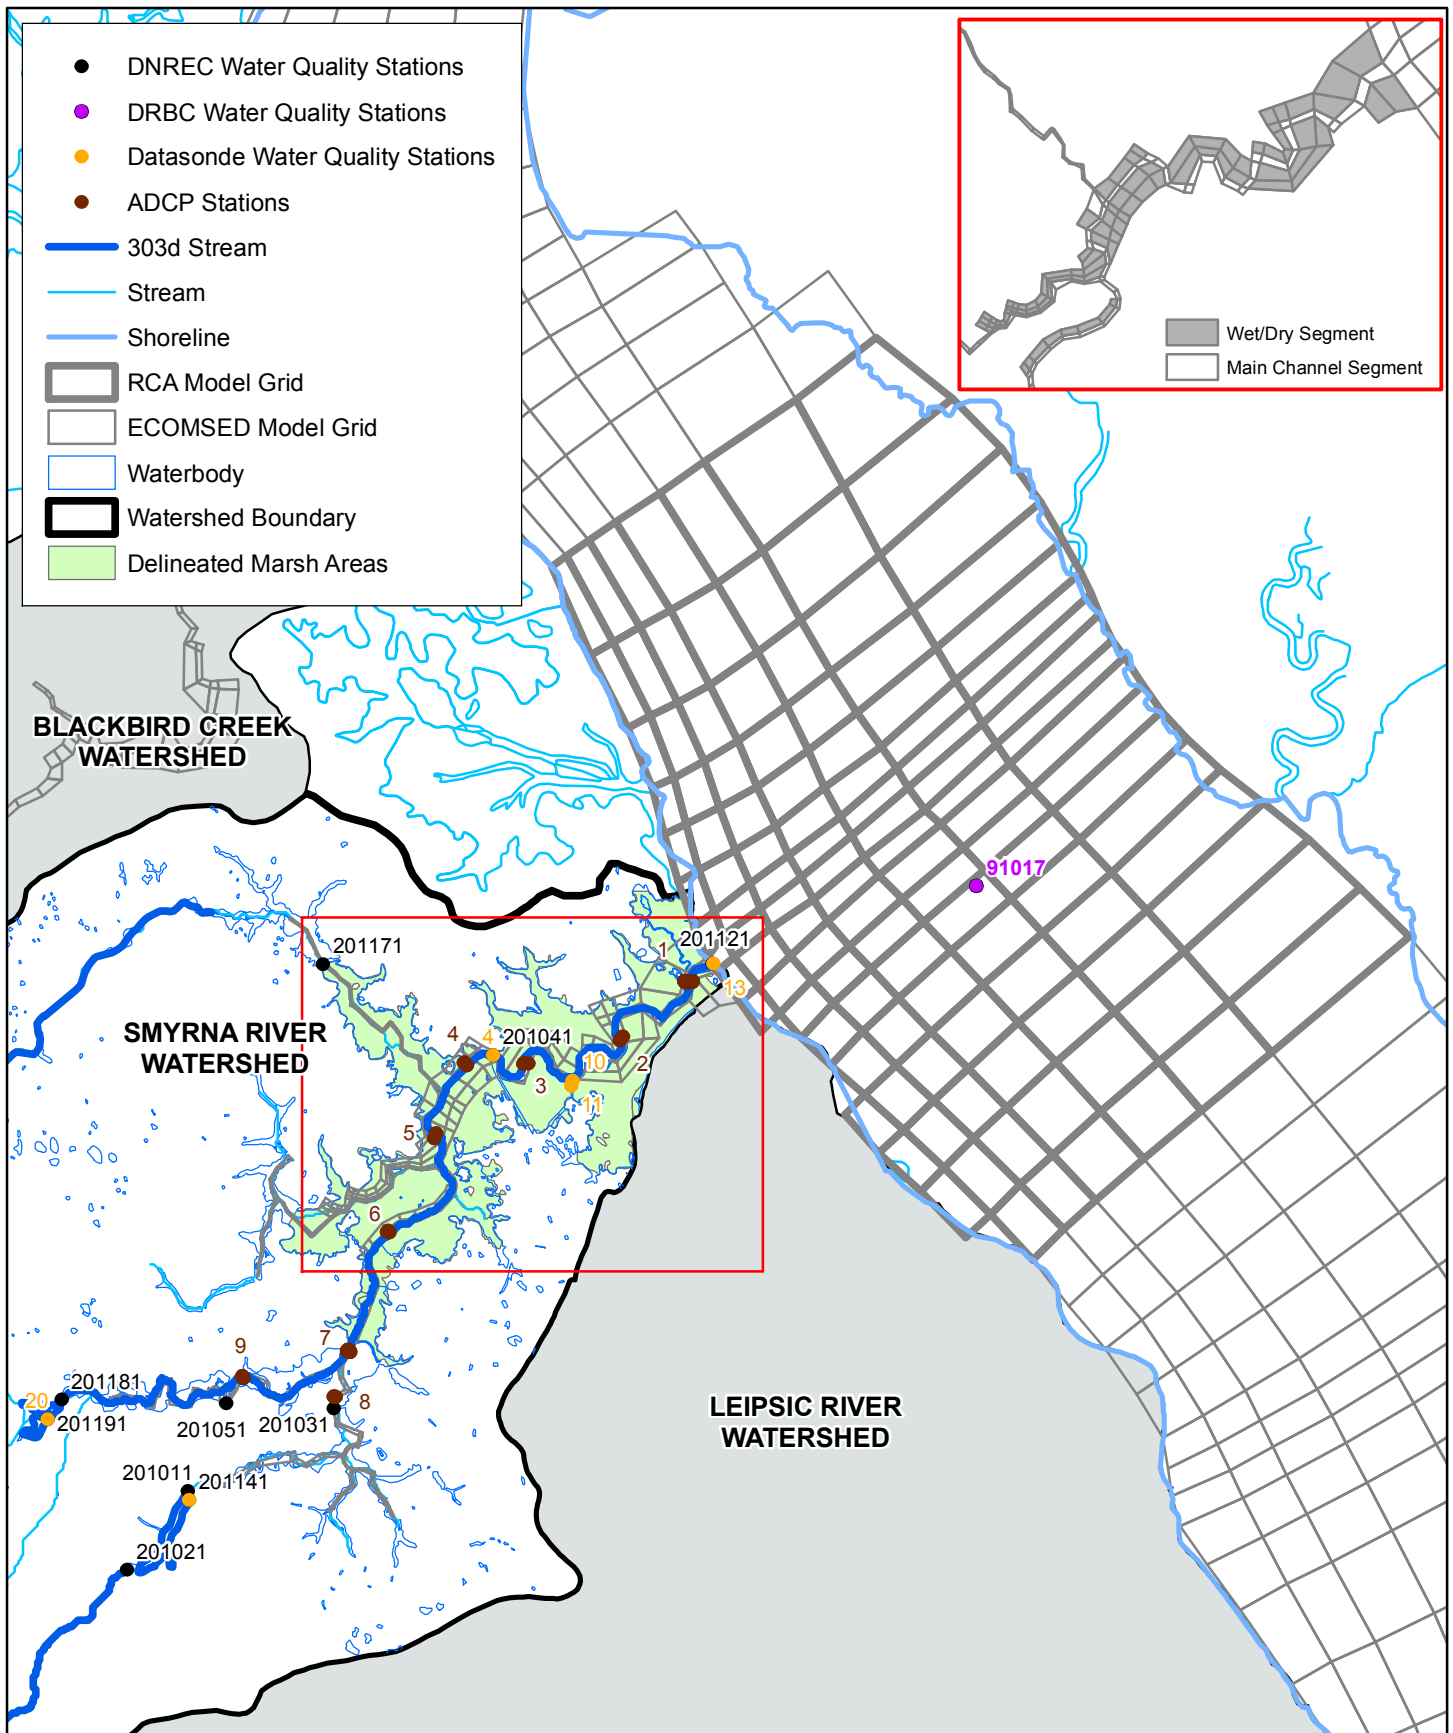 DNREC Water Quality Stations
DRBC Water Quality Stations
Datasonde Water Quality Stations
ADCP Stations
303d Stream
Stream
Shoreline
RCA Model Grid
ECOMSED Model Grid
Waterbody
Watershed Boundary
Delineated Marsh Areas
Wet/Dry Segment
Main Channel Segment
BLACKBIRD CREEK
WATERSHED
91017
201171
1
201121
13
SMYRNA RIVER
WATERSHED
4
4
201041
10
2
3
11
5
6
7
9
201181
20
201191
201051
201031
8
LEIPSIC RIVER
WATERSHED
201011
201141
201021